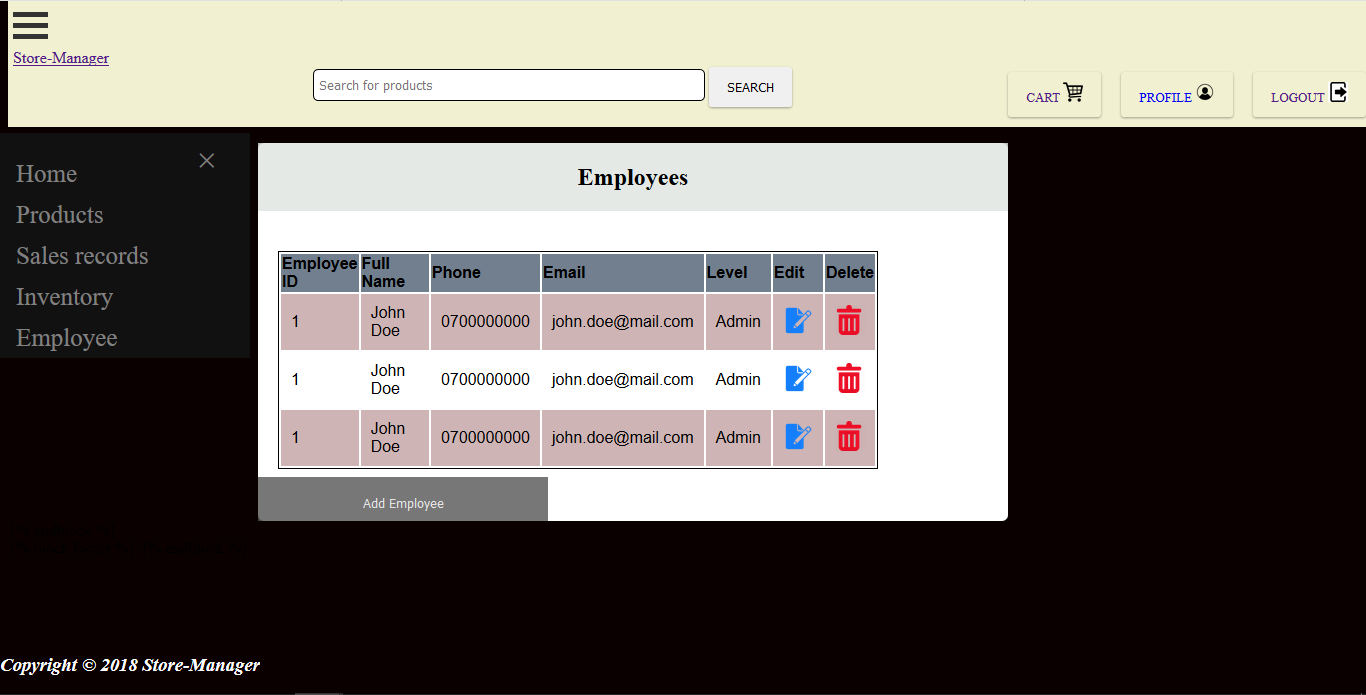 Store-Manager
Search for products
SEARCH
CART
PROFILE
LOGOUT
Home
Products
Sales records
Inventory
Employee
Employees
Employee ID Full Name Phone Email Level Edit Delete
1 John Doe 0700000000 john.doe@mail.com Admin
1 John Doe 0700000000 john.doe@mail.com Admin
1 John Doe 0700000000 john.doe@mail.com Admin
Add Employee
Copyright © 2018 Store-Manager